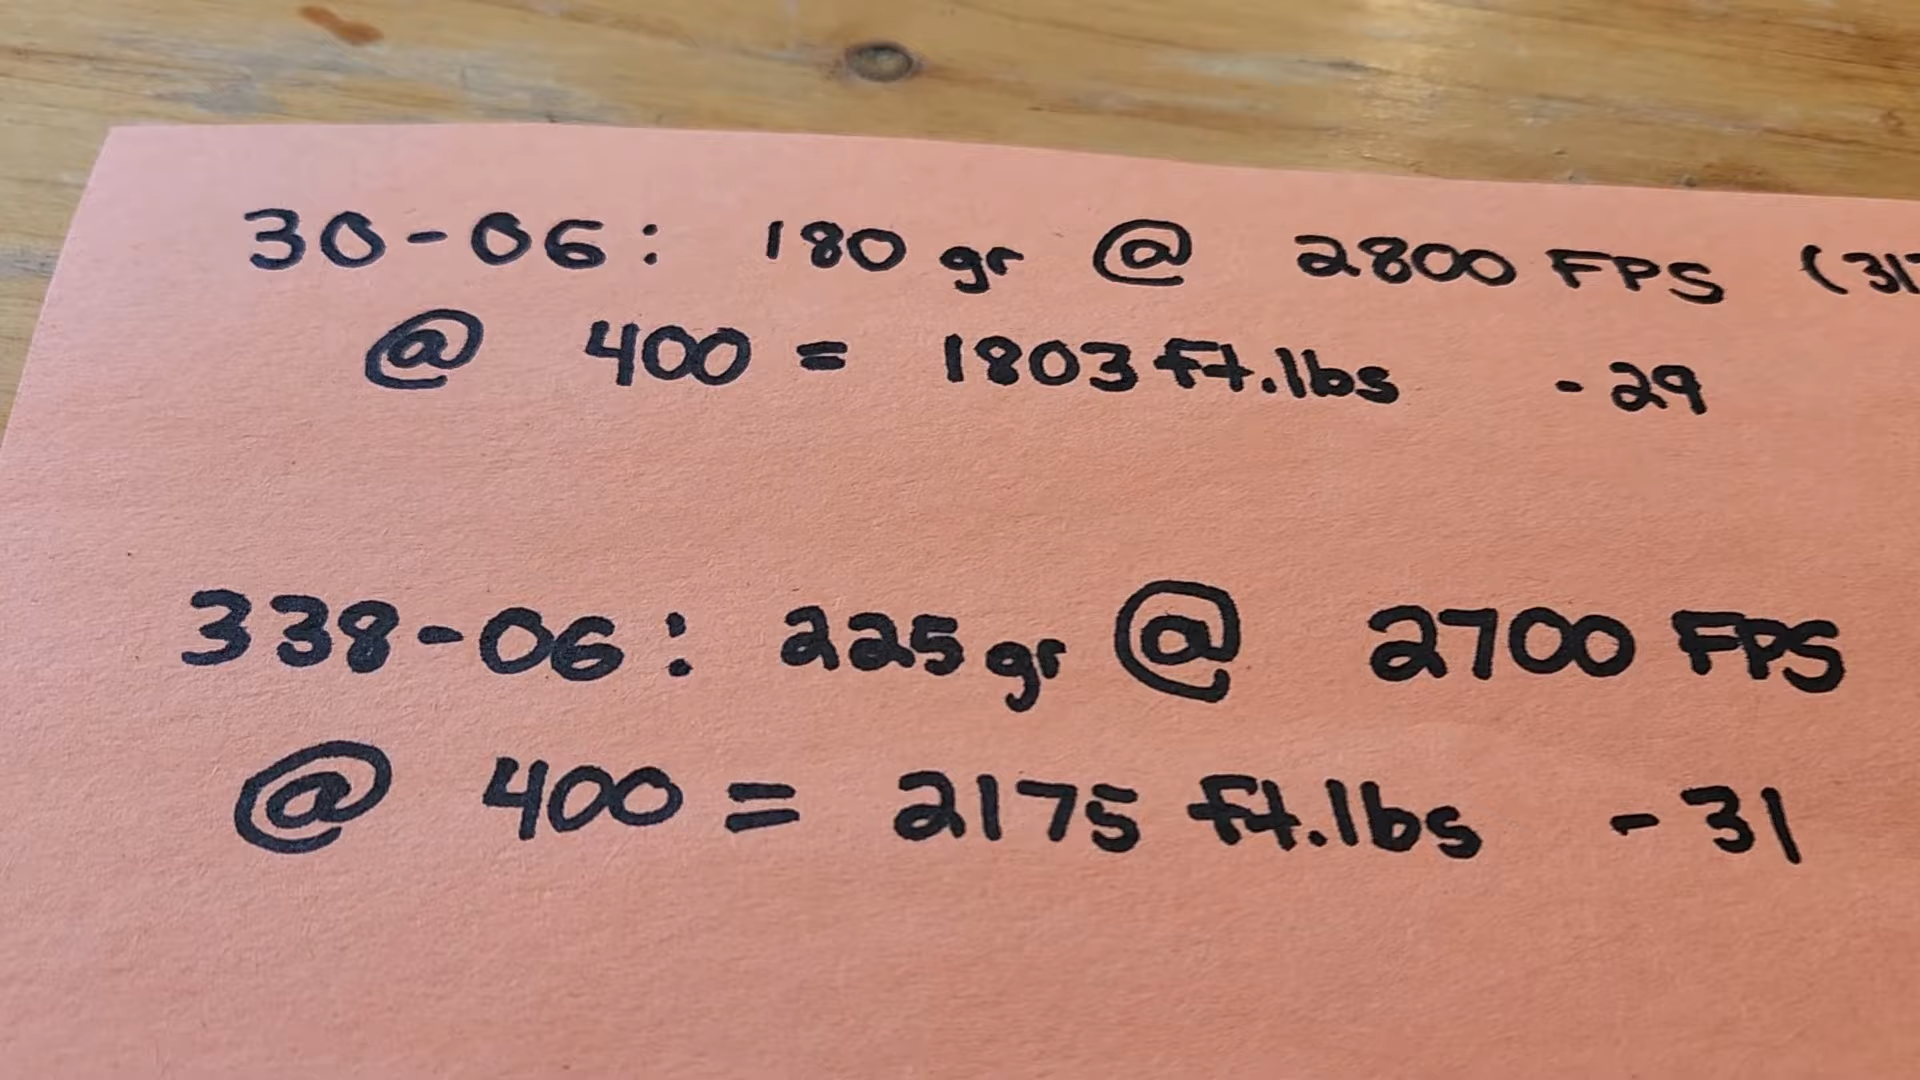 30-06: 180 gr @ 2800 FPS
@ 400 = 1803 ft.lbs -29
338-06: 225 gr @ 2700 FPS
@ 400 = 2175 ft.lbs -31